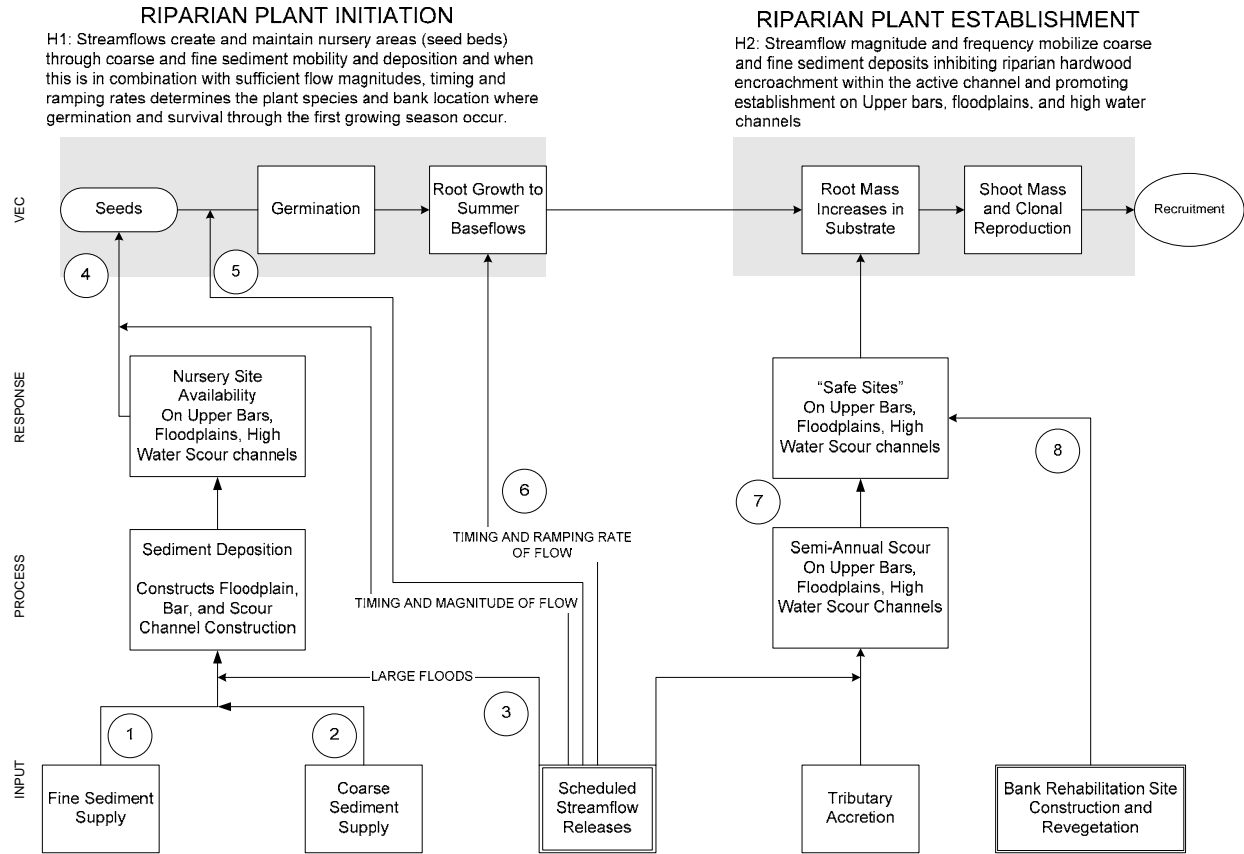 RIPARIAN PLANT INITIATION
H1: Streamflows create and maintain nursery areas (seed beds)
through coarse and fine sediment mobility and deposition and when
this is in combination with sufficient flow magnitudes, timing and
ramping rates determines the plant species and bank location where
germination and survival through the first growing season occur.
RIPARIAN PLANT ESTABLISHMENT
H2: Streamflow magnitude and frequency mobilize coarse
and fine sediment deposits inhibiting riparian hardwood
encroachment within the active channel and promoting
establishment on Upper bars, floodplains, and high water
channels
VEC
Seeds
Germination
Root Growth to
Summer
Baseflows
Root Mass
Increases in
Substrate
Shoot Mass
and Clonal
Reproduction
Recruitment
4
5
RESPONSE
Nursery Site
Availability
On Upper Bars,
Floodplains, High
Water Scour channels
"Safe Sites"
On Upper Bars,
Floodplains, High
Water Scour channels
8
6
7
TIMING AND RAMPING RATE
OF FLOW
PROCESS
Sediment Deposition
Constructs Floodplain,
Bar, and Scour
Channel Construction
TIMING AND MAGNITUDE OF FLOW
Semi-Annual Scour
On Upper Bars,
Floodplains, High
Water Scour Channels
LARGE FLOODS
1
2
3
INPUT
Fine Sediment
Supply
Coarse
Sediment
Supply
Scheduled
Streamflow
Releases
Tributary
Accretion
Bank Rehabilitation Site
Construction and
Revegetation